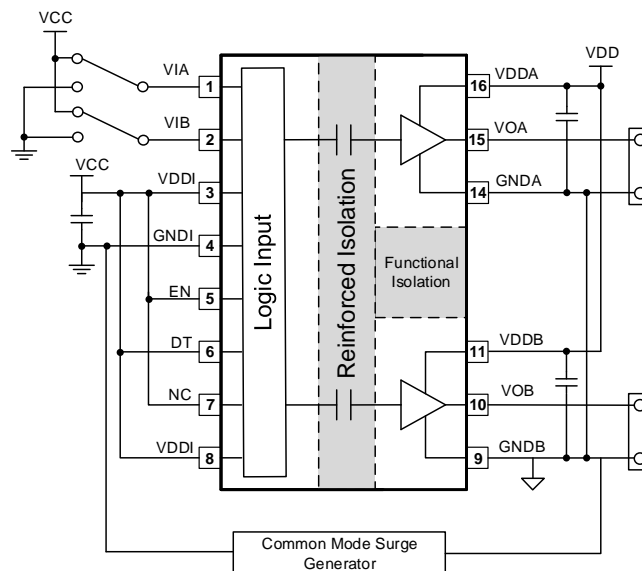 VCC
VIA
1
VIB
2
VCC
VDDI
3
GNDI
4
EN
5
DT
6
NC
7
VDDI
8
Logic Input
Reinforced Isolation
Functional
Isolation
VDD
16
VDDA
15
VOA
14
GNDA
11
VDDB
10
VOB
9
GNDB
Common Mode Surge
Generator